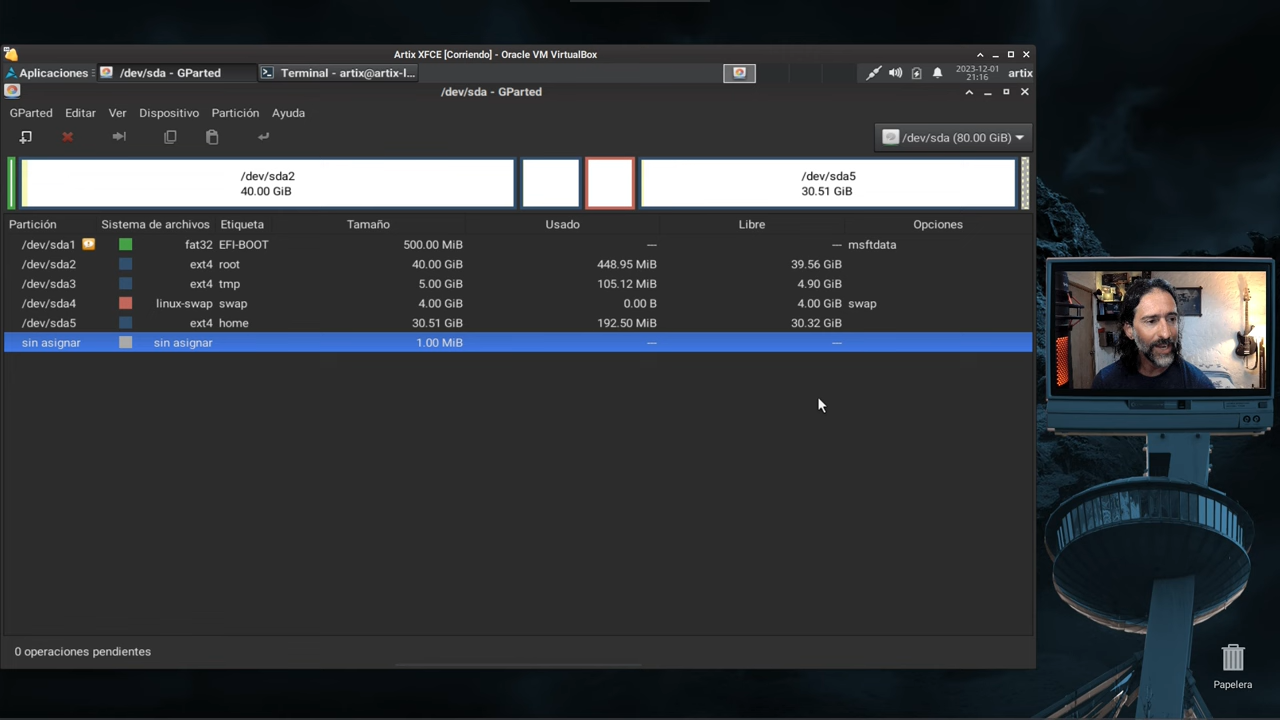 Artix XFCE [Corriendo] - Oracle VM VirtualBox
Aplicaciones /dev/sda - GParted Terminal - artix@artix-l... 2023-12-01 artix
21:16
/dev/sda - GParted
GParted Editar Ver Dispositivo Partición Ayuda
/dev/sda (80.00 GiB)
/dev/sda2 /dev/sda5
40.00 GiB 30.51 GiB
Partición Sistema de archivos Etiqueta Tamaño Usado Libre Opciones
/dev/sda1 fat32 EFI-BOOT 500.00 MiB — — msftdata
/dev/sda2 ext4 root 40.00 GiB 448.95 MiB 39.56 GiB
/dev/sda3 ext4 tmp 5.00 GiB 105.12 MiB 4.90 GiB
/dev/sda4 linux-swap swap 4.00 GiB 0.00 B 4.00 GiB swap
/dev/sda5 ext4 home 30.51 GiB 192.50 MiB 30.32 GiB
sin asignar sin asignar 1.00 MiB — —
0 operaciones pendientes
Papelera